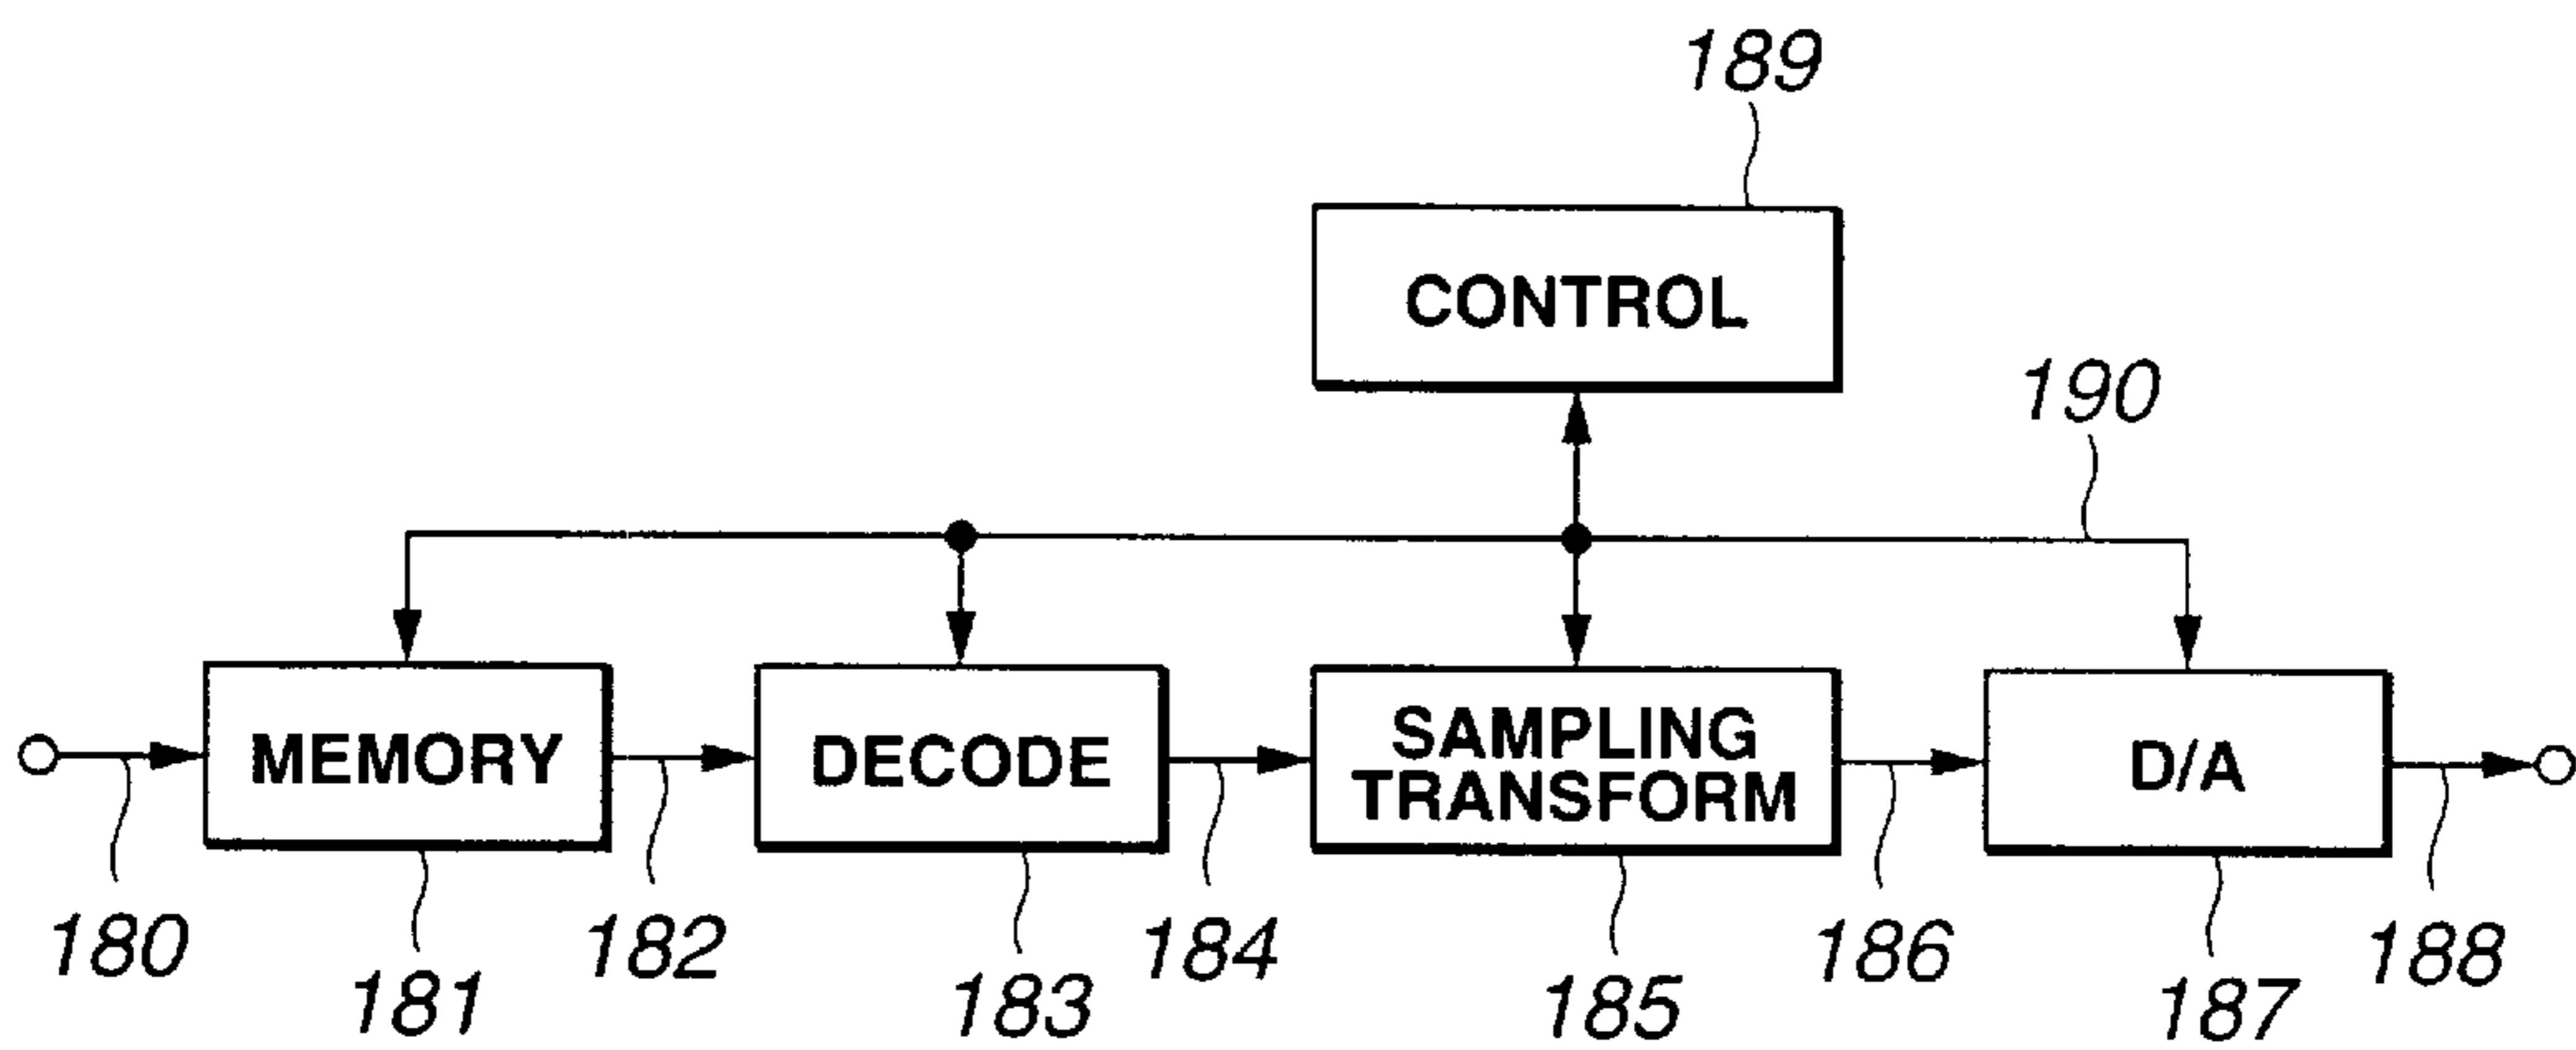 189
CONTROL
190
MEMORY
DECODE
SAMPLING
TRANSFORM
D/A
180
181
182
183
184
185
186
187
188